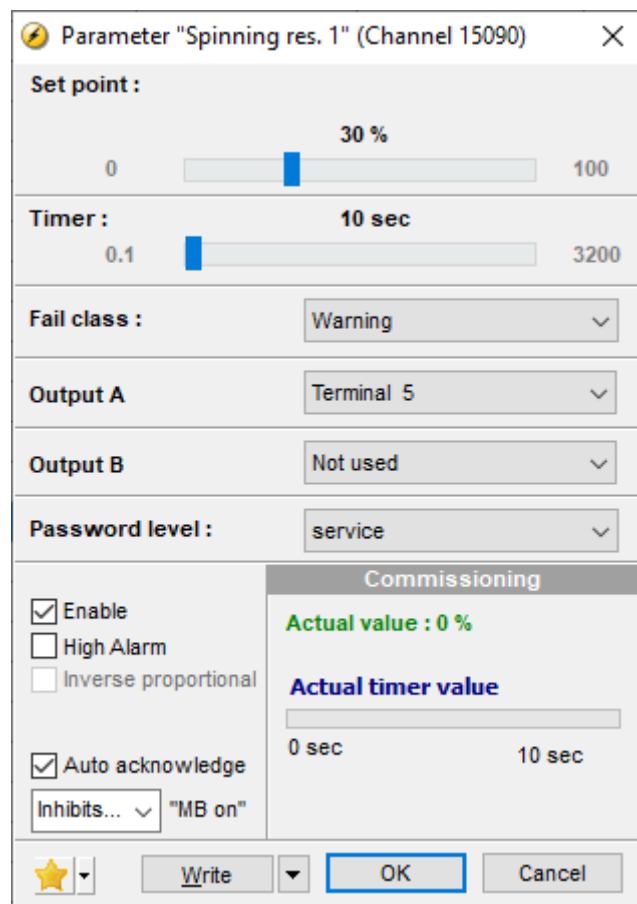 Parameter "Spinning res. 1" (Channel 15090)
Set point :
30 %
0 100
Timer : 10 sec
0.1 3200
Fail class : Warning
Output A Terminal 5
Output B Not used
Password level : service
Commissioning
Enable
Actual value : 0 %
High Alarm
Inverse proportional
Actual timer value
0 sec 10 sec
Auto acknowledge
Inhibits... "MB on"
Write OK Cancel